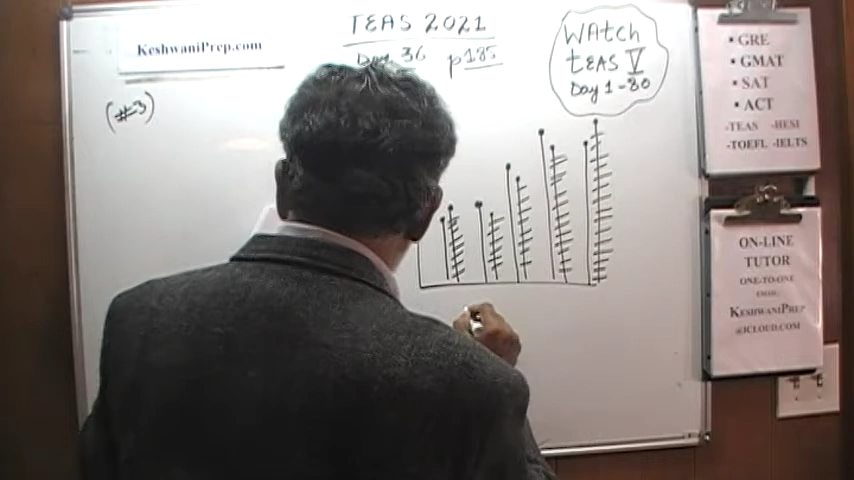 KeshwaniPrep.com
TEAS 2021
Day 36 p185
(#3)
WAtch
tEAS V
Day 1-80
• GRE
• GMAT
• SAT
• ACT
-TEAS -HESI
-TOEFL -IELTS
ON-LINE
TUTOR
ONE-TO-ONE
KESHWANIPREP
@ICLOUD.COM